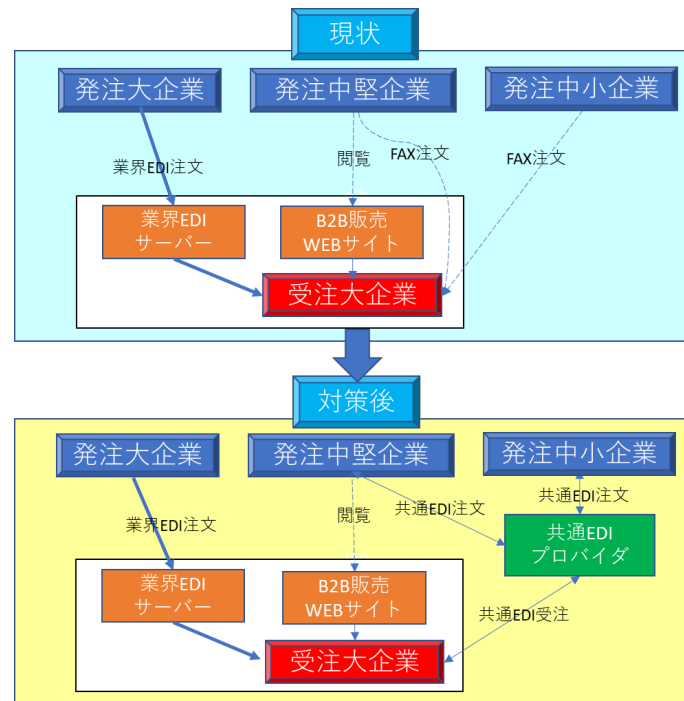 現状
発注大企業
発注中堅企業
発注中小企業
業界EDI注文
閲覧
FAX注文
FAX注文
業界EDI
サーバー
B2B販売
WEBサイト
受注大企業
対策後
発注大企業
発注中堅企業
発注中小企業
業界EDI注文
閲覧
共通EDI注文
共通EDI注文
共通EDI
プロバイダ
業界EDI
サーバー
B2B販売
WEBサイト
共通EDI受注
受注大企業